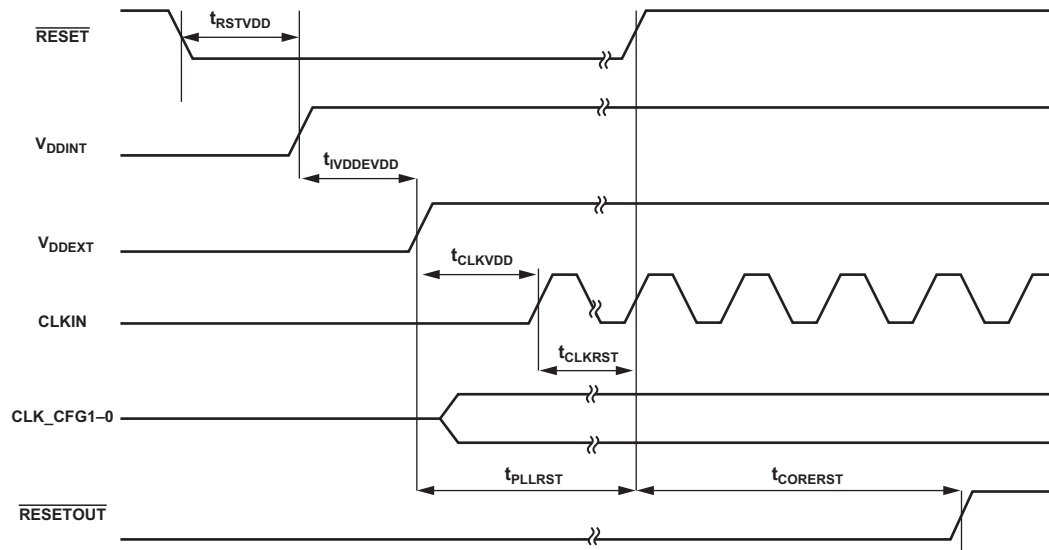 tRSTVDD
RESET
VDDINT
tIVDDEVDD
VDDEXT
tCLKVDD
CLKIN
tCLKRST
CLK_CFG1–0
tPLLRST
tCORERST
RESETOUT